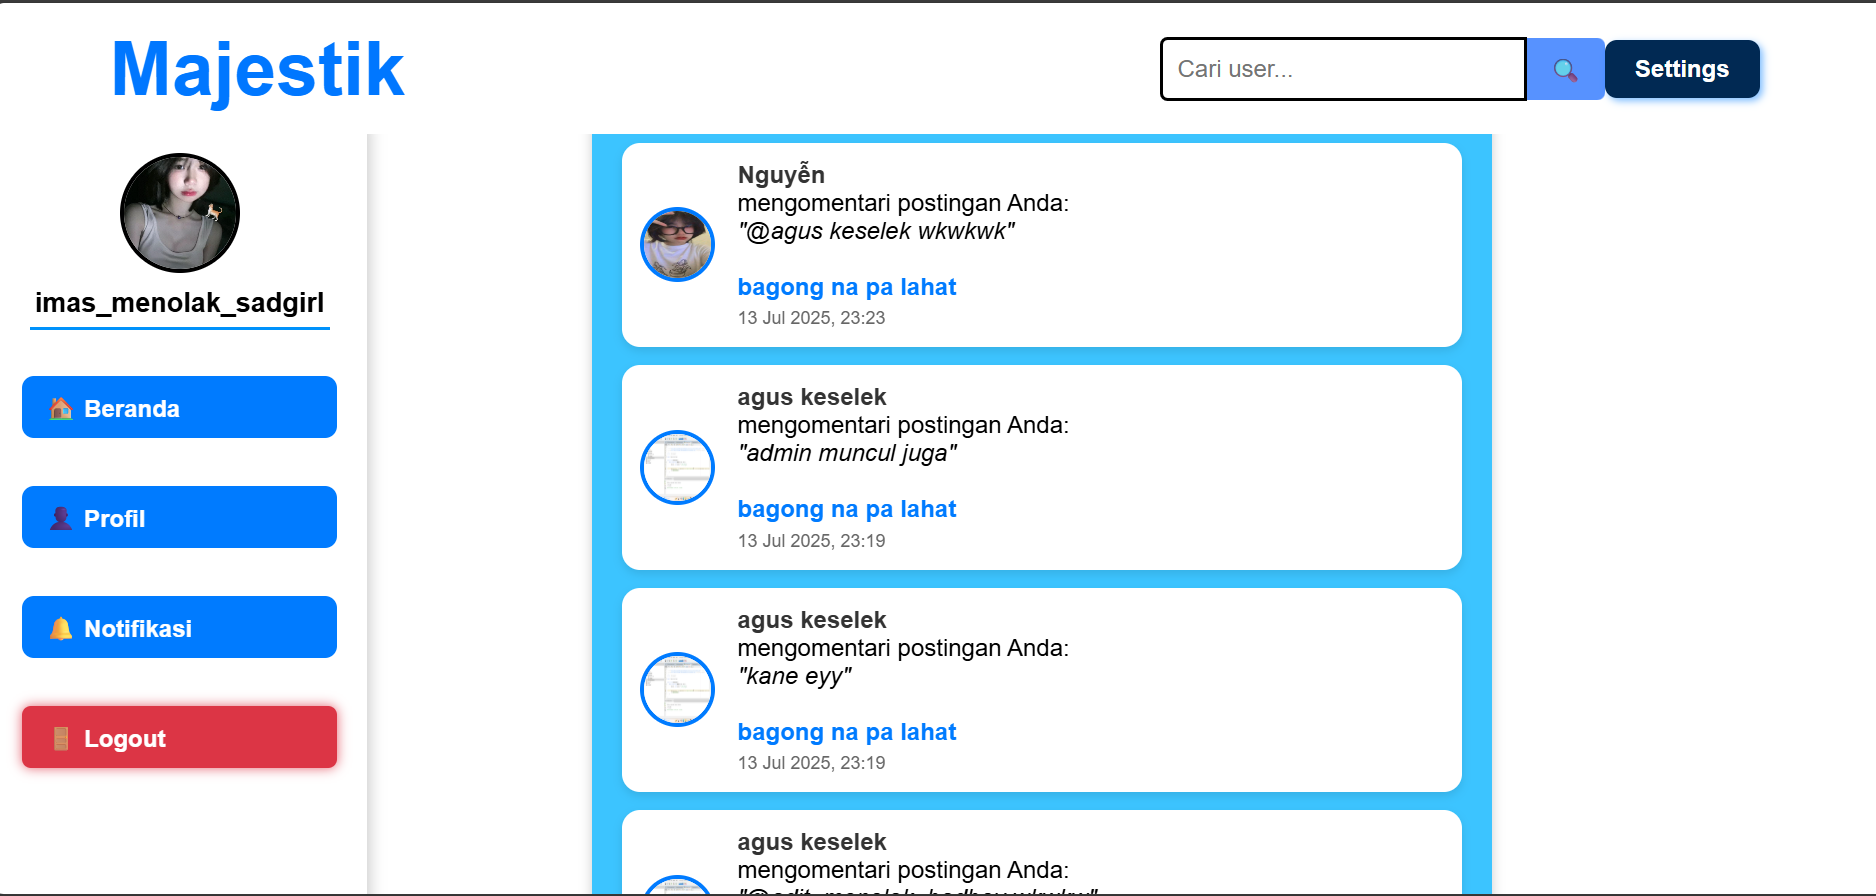 Majestik
Cari user...
Settings
imas_menolak_sadgirl
Beranda
Profil
Notifikasi
Logout
Nguyễn
mengomentari postingan Anda:
"@agus keselek wkwkwk"
bagong na pa lahat
13 Jul 2025, 23:23
agus keselek
mengomentari postingan Anda:
"admin muncul juga"
bagong na pa lahat
13 Jul 2025, 23:19
agus keselek
mengomentari postingan Anda:
"kane eyy"
bagong na pa lahat
13 Jul 2025, 23:19
agus keselek
mengomentari postingan Anda: